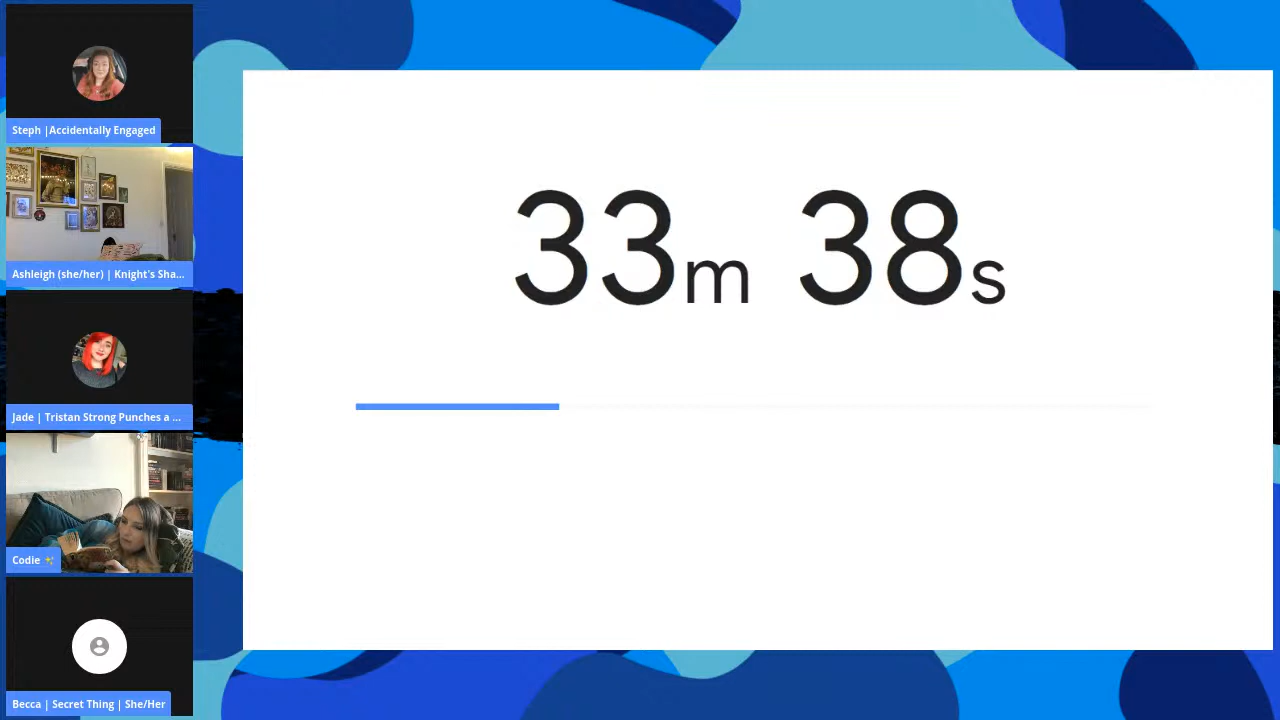 Steph |Accidentally Engaged
Ashleigh (she/her) | Knight's Sha...
Jade | Tristan Strong Punches a ...
Codie ✨
Becca | Secret Thing | She/Her
33m 38s